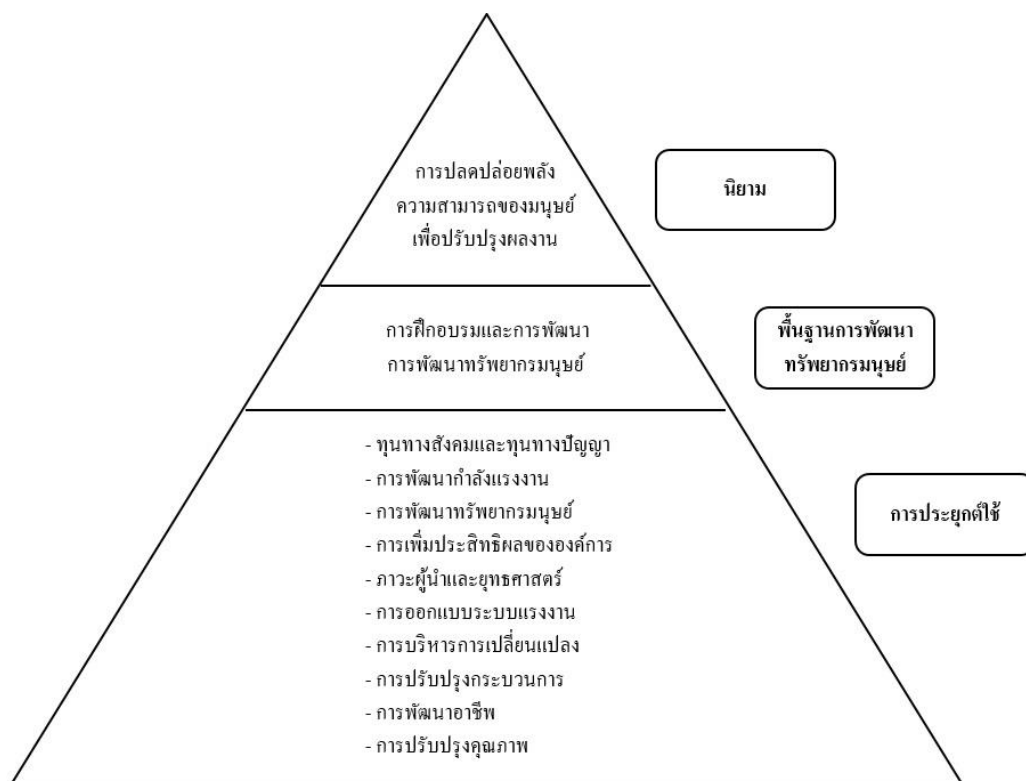 การปลดปล่อยพลัง
ความสามารถของมนุษย์
เพื่อปรับปรุงผลงาน
นิยาม
การฝึกอบรมและการพัฒนา
การพัฒนาทรัพยากรมนุษย์
พื้นฐานการพัฒนา
ทรัพยากรมนุษย์
- ทุนทางสังคมและทุนทางปัญญา
- การพัฒนากำลังแรงงาน
- การพัฒนาทรัพยากรมนุษย์
- การเพิ่มประสิทธิผลขององค์การ
- ภาวะผู้นำและยุทธศาสตร์
- การออกแบบระบบแรงงาน
- การบริหารการเปลี่ยนแปลง
- การปรับปรุงกระบวนการ
- การพัฒนาอาชีพ
- การปรับปรุงคุณภาพ
การประยุกต์ใช้